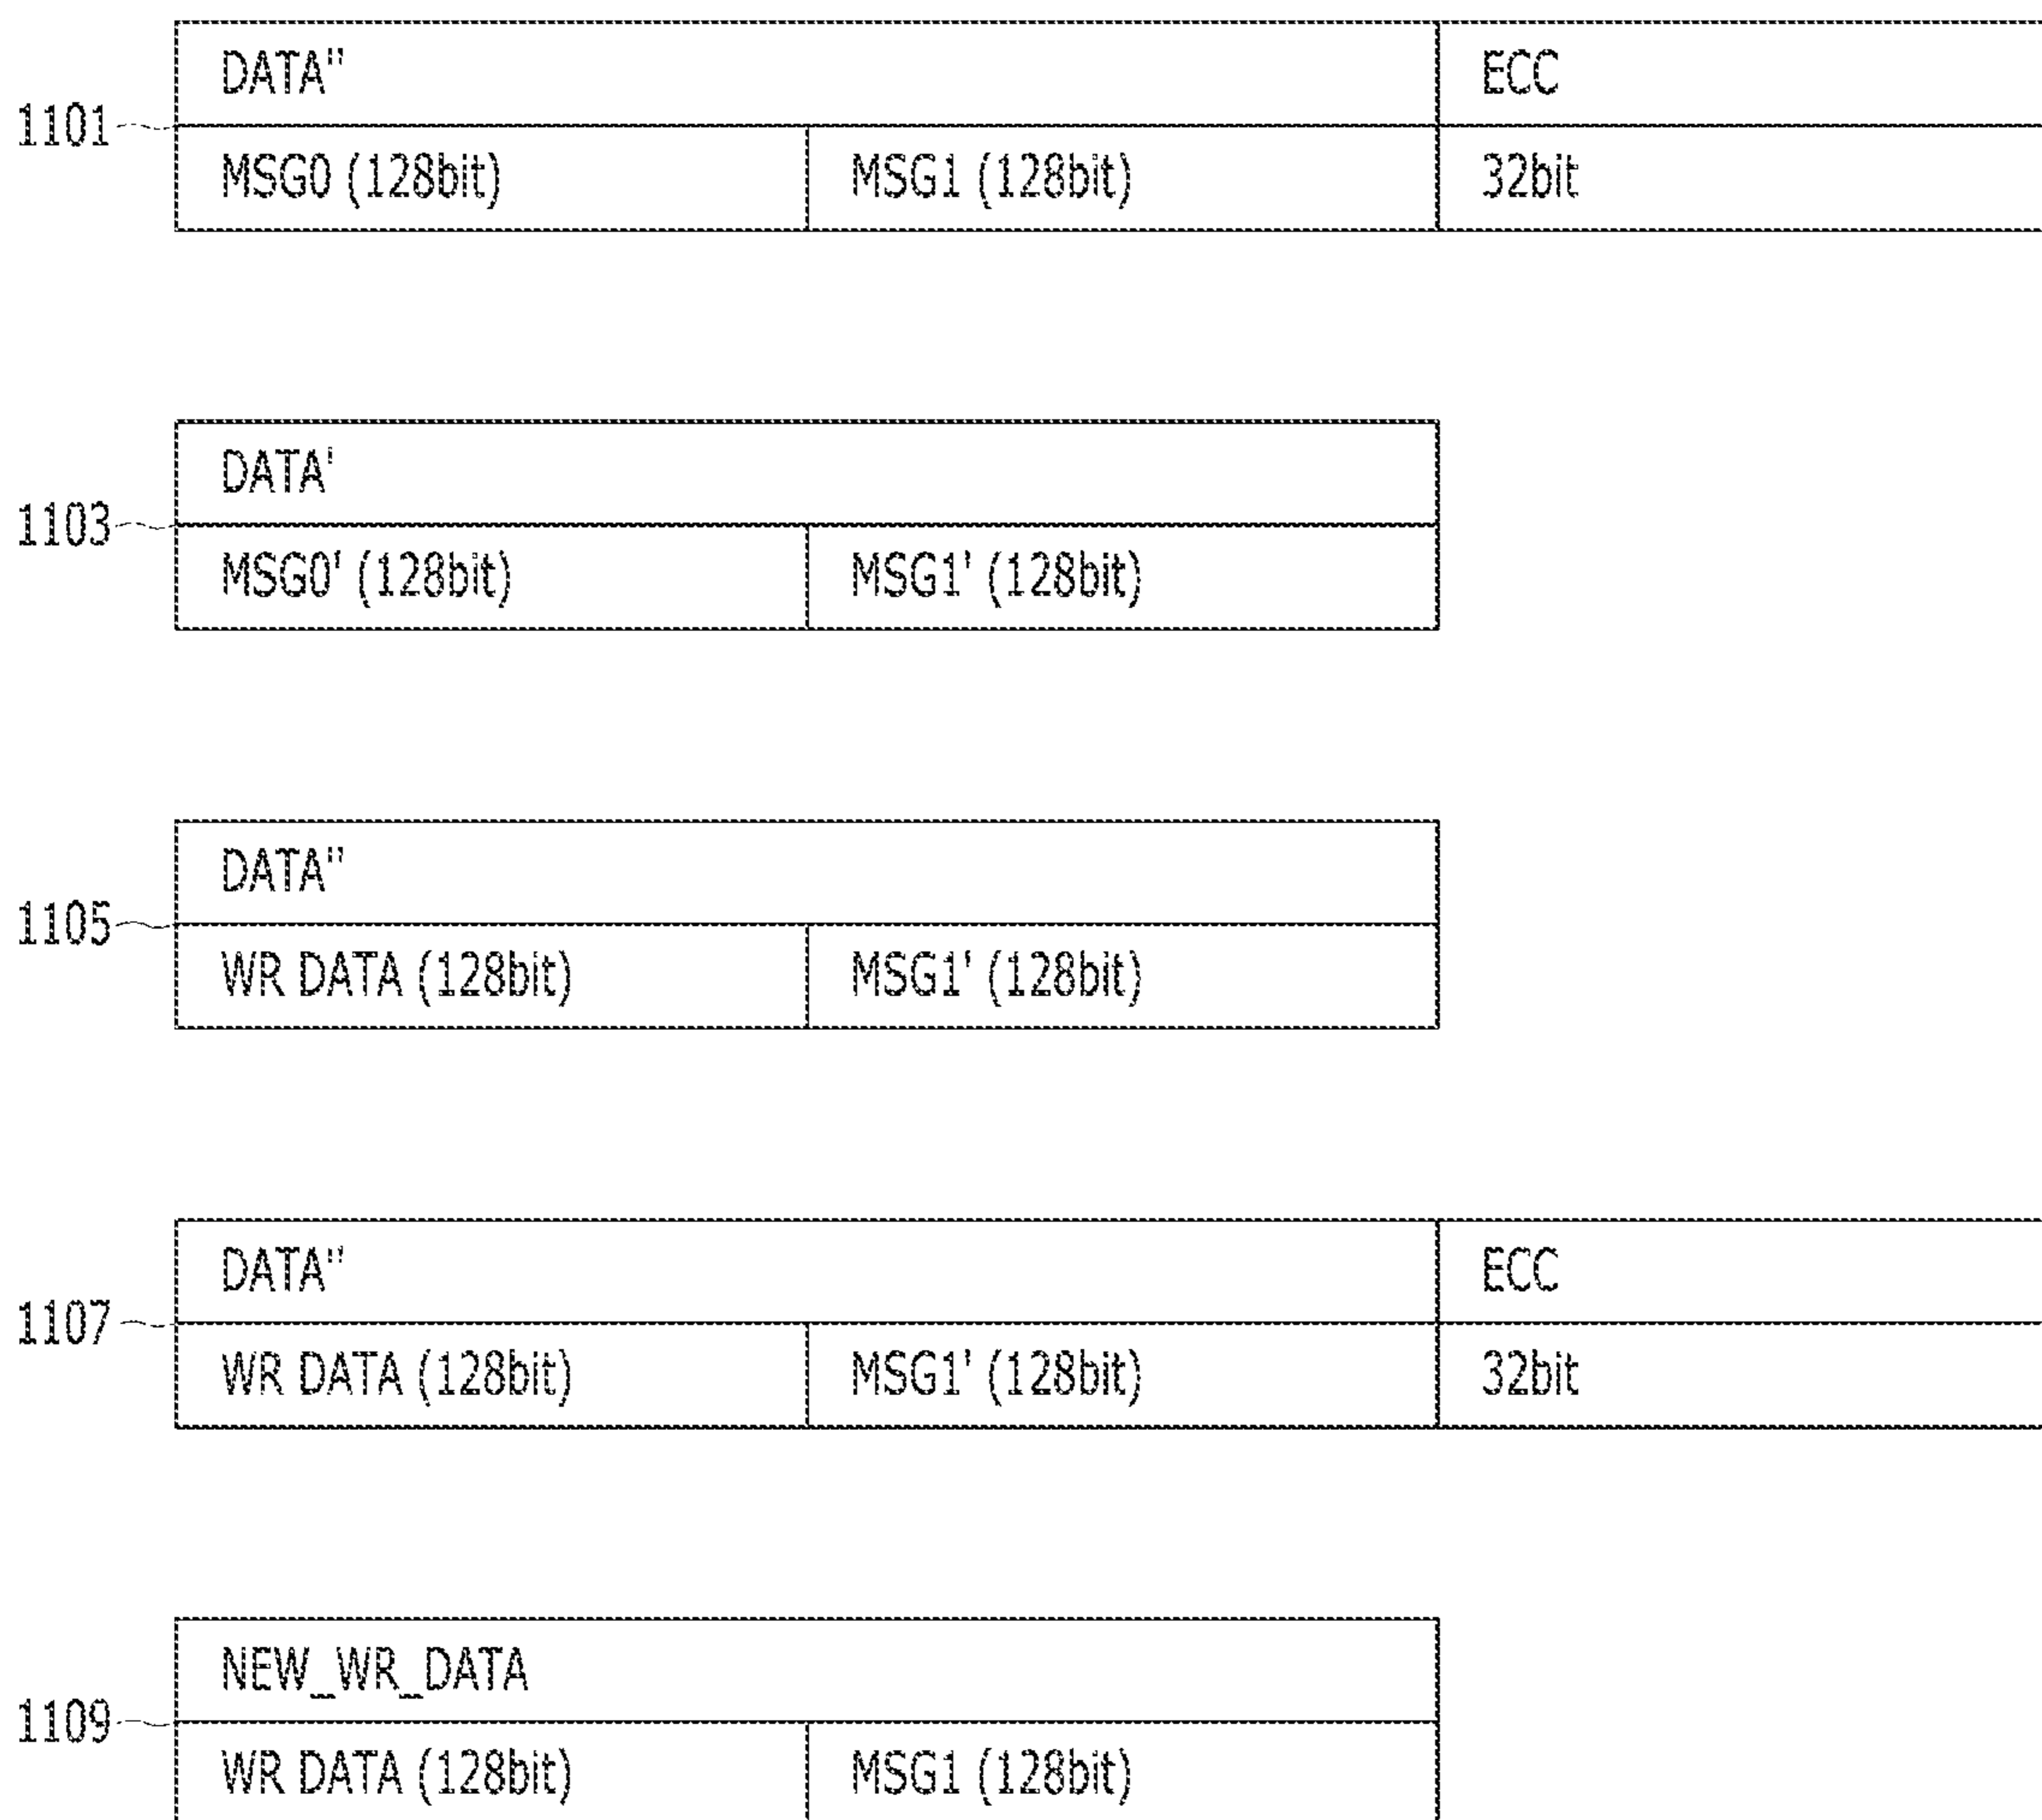 DATA" ECC
1101
MSG0 (128bit) MSG1 (128bit) 32bit
DATA'
1103
MSG0' (128bit) MSG1' (128bit)
DATA"
1105
WR DATA (128bit) MSG1' (128bit)
DATA" ECC
1107
WR DATA (128bit) MSG1' (128bit) 32bit
NEW_WR_DATA
1109
WR DATA (128bit) MSG1 (128bit)